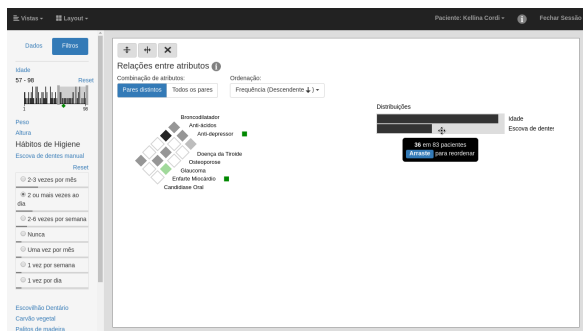 Vistas
Layout
Paciente: Kellina Cordi
Fechar Sessão
Dados
Filtros
Idade
57 - 98
Reset
1
98
Peso
Altura
Hábitos de Higiene
Escova de dentes manual
Reset
2-3 vezes por mês
2 ou mais vezes ao
dia
2-6 vezes por semana
Nunca
Uma vez por mês
1 vez por semana
1 vez por dia
Escovilhão Dentário
Carvão vegetal
Palitos de madeira
Relações entre atributos
Combinação de atributos:
Ordenação:
Pares distintos
Todos os pares
Frequência (Descendente ↓)
Broncodilatador
Anti-ácidos
Anti-depressor
Doença da Tiroide
Osteoporose
Glaucoma
Enfarte Miocárdio
Candidíase Oral
Distribuições
Idade
Escova de dentes
36 em 83 pacientes
Arraste para reordenar